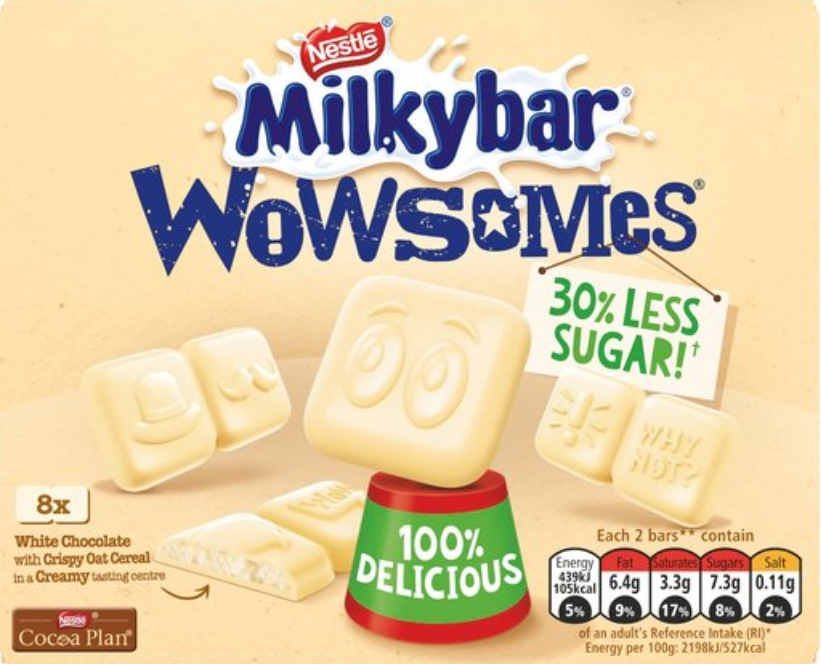 Nestlé®
Milkybar®
WOWSOMES®
30% LESS
SUGAR!†
WHY
NOT?
8x
White Chocolate
with Crispy Oat Cereal
in a Creamy tasting centre
100%
DELICIOUS
Each 2 bars** contain
Energy Fat Saturates Sugars Salt
439kJ
105kcal 6.4g 3.3g 7.3g 0.11g
5% 9% 17% 8% 2%
of an adult's Reference Intake (RI)*
Energy per 100g: 2198kJ/527kcal
Nestlé®
Cocoa Plan®